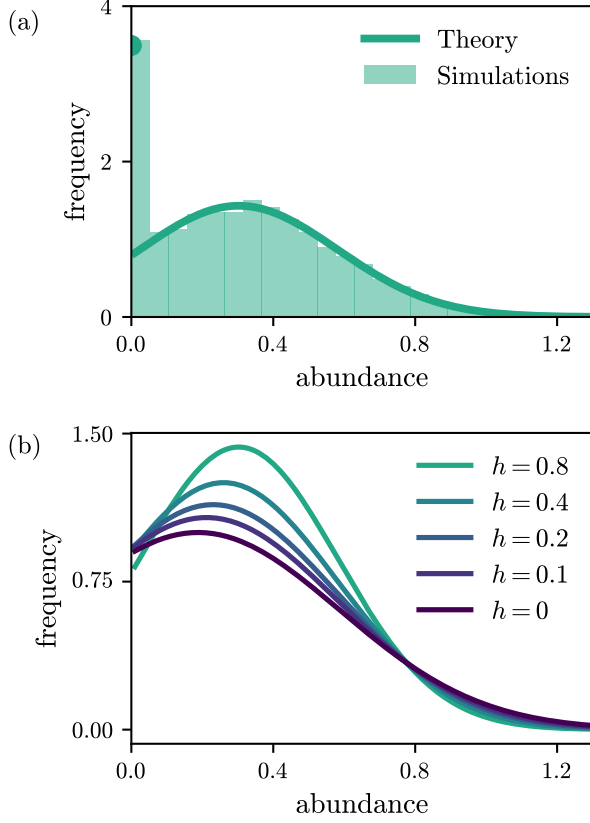 (a)
4
2
0
frequency
Theory
Simulations
0.0 0.4 0.8 1.2
abundance
(b)
1.50
0.75
0.00
frequency
h = 0.8
h = 0.4
h = 0.2
h = 0.1
h = 0
0.0 0.4 0.8 1.2
abundance